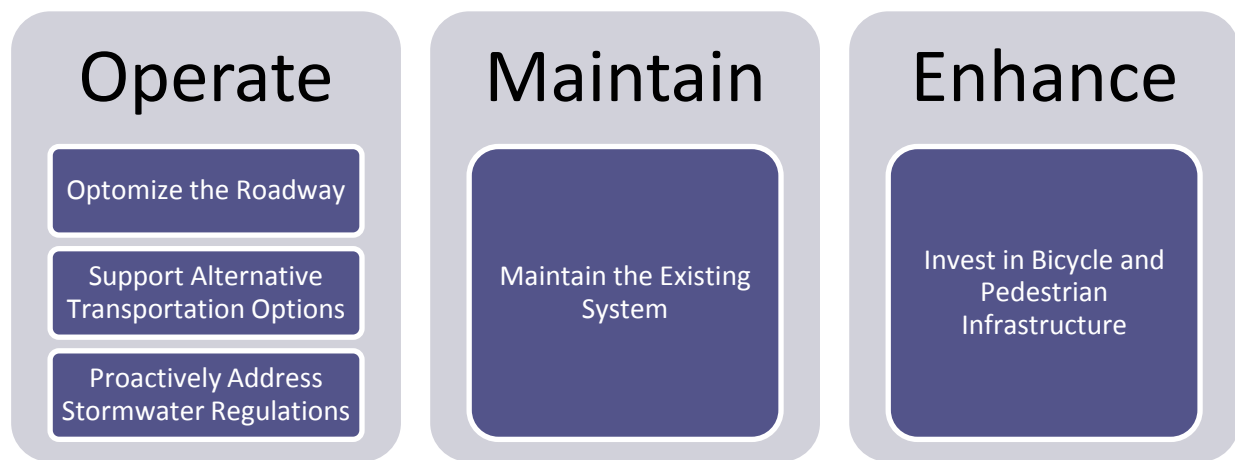 Operate
Optomize the Roadway
Support Alternative
Transportation Options
Proactively Address
Stormwater Regulations
Maintain
Maintain the Existing
System
Enhance
Invest in Bicycle and
Pedestrian
Infrastructure